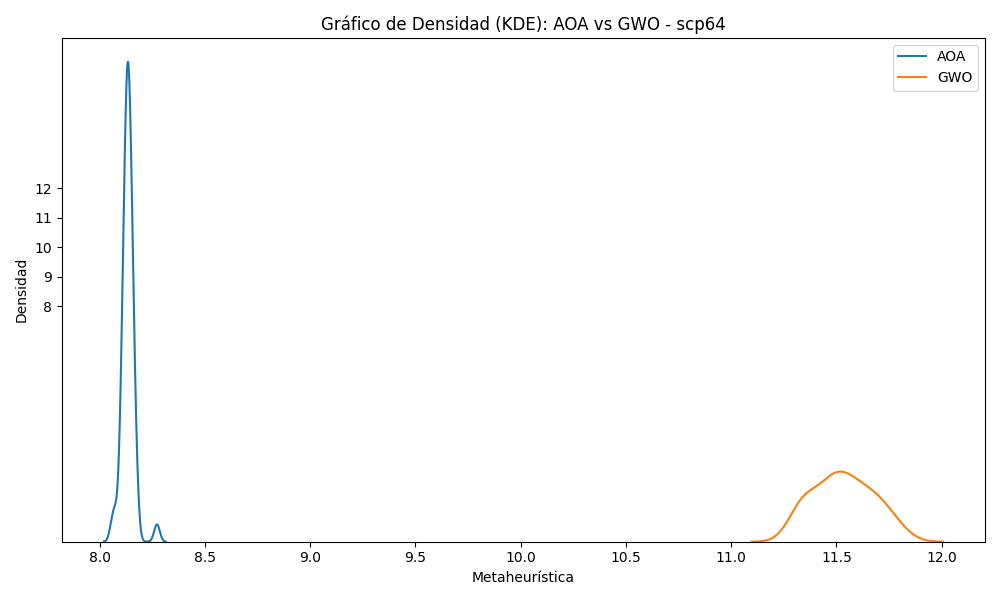 Gráfico de Densidad (KDE): AOA vs GWO - scp64
AOA
GWO
Densidad
12
11
10
9
8
8.0 8.5 9.0 9.5 10.0 10.5 11.0 11.5 12.0
Metaheurística